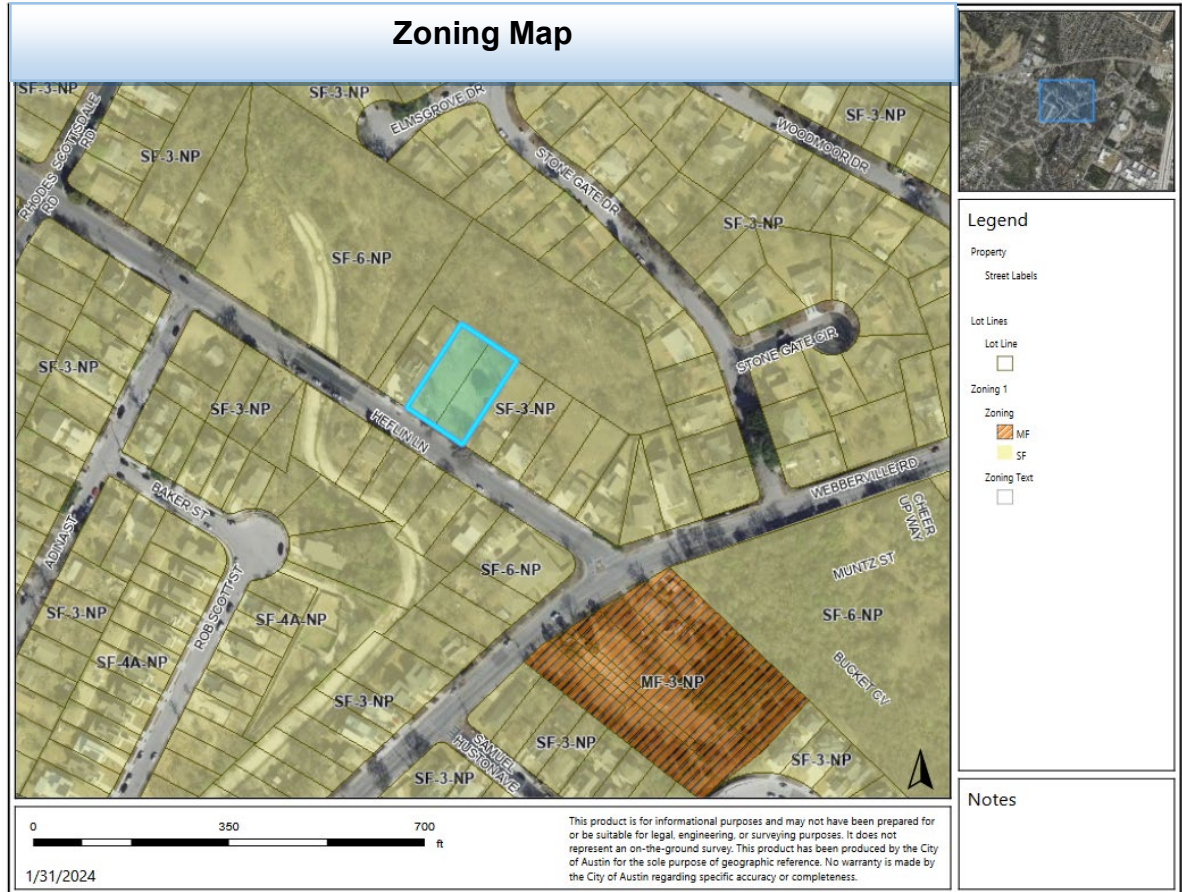 Zoning Map
SF-3-NP
SF-3-NP
ELMSGROVE DR
SF-3-NP
RHODES RD
SCOTTSDALE RD
SF-3-NP
WOODMOOR DR
STONE GATE DR
SF-3-NP
SF-6-NP
STONE GATE CIR
SF-3-NP
SF-3-NP
SF-3-NP
HEFLIN LN
WEBBERVILLE RD
BAKER ST
CHEER UP WAY
ADINA ST
MUNTZ ST
SF-6-NP
SF-3-NP
ROB SCOTT ST
SF-4A-NP
SF-6-NP
SF-4A-NP
MF-3-NP
BUCKET CV
SF-3-NP
SF-3-NP
SAMUEL HUSTON AVE
SF-3-NP
SF-3-NP
Legend
Property
Street Labels
Lot Lines
Lot Line
Zoning 1
Zoning
MF
SF
Zoning Text
Notes
0 350 700
ft
1/31/2024
This product is for informational purposes and may not have been prepared for
or be suitable for legal, engineering, or surveying purposes. It does not
represent an on-the-ground survey. This product has been produced by the City
of Austin for the sole purpose of geographic reference. No warranty is made by
the City of Austin regarding specific accuracy or completeness.